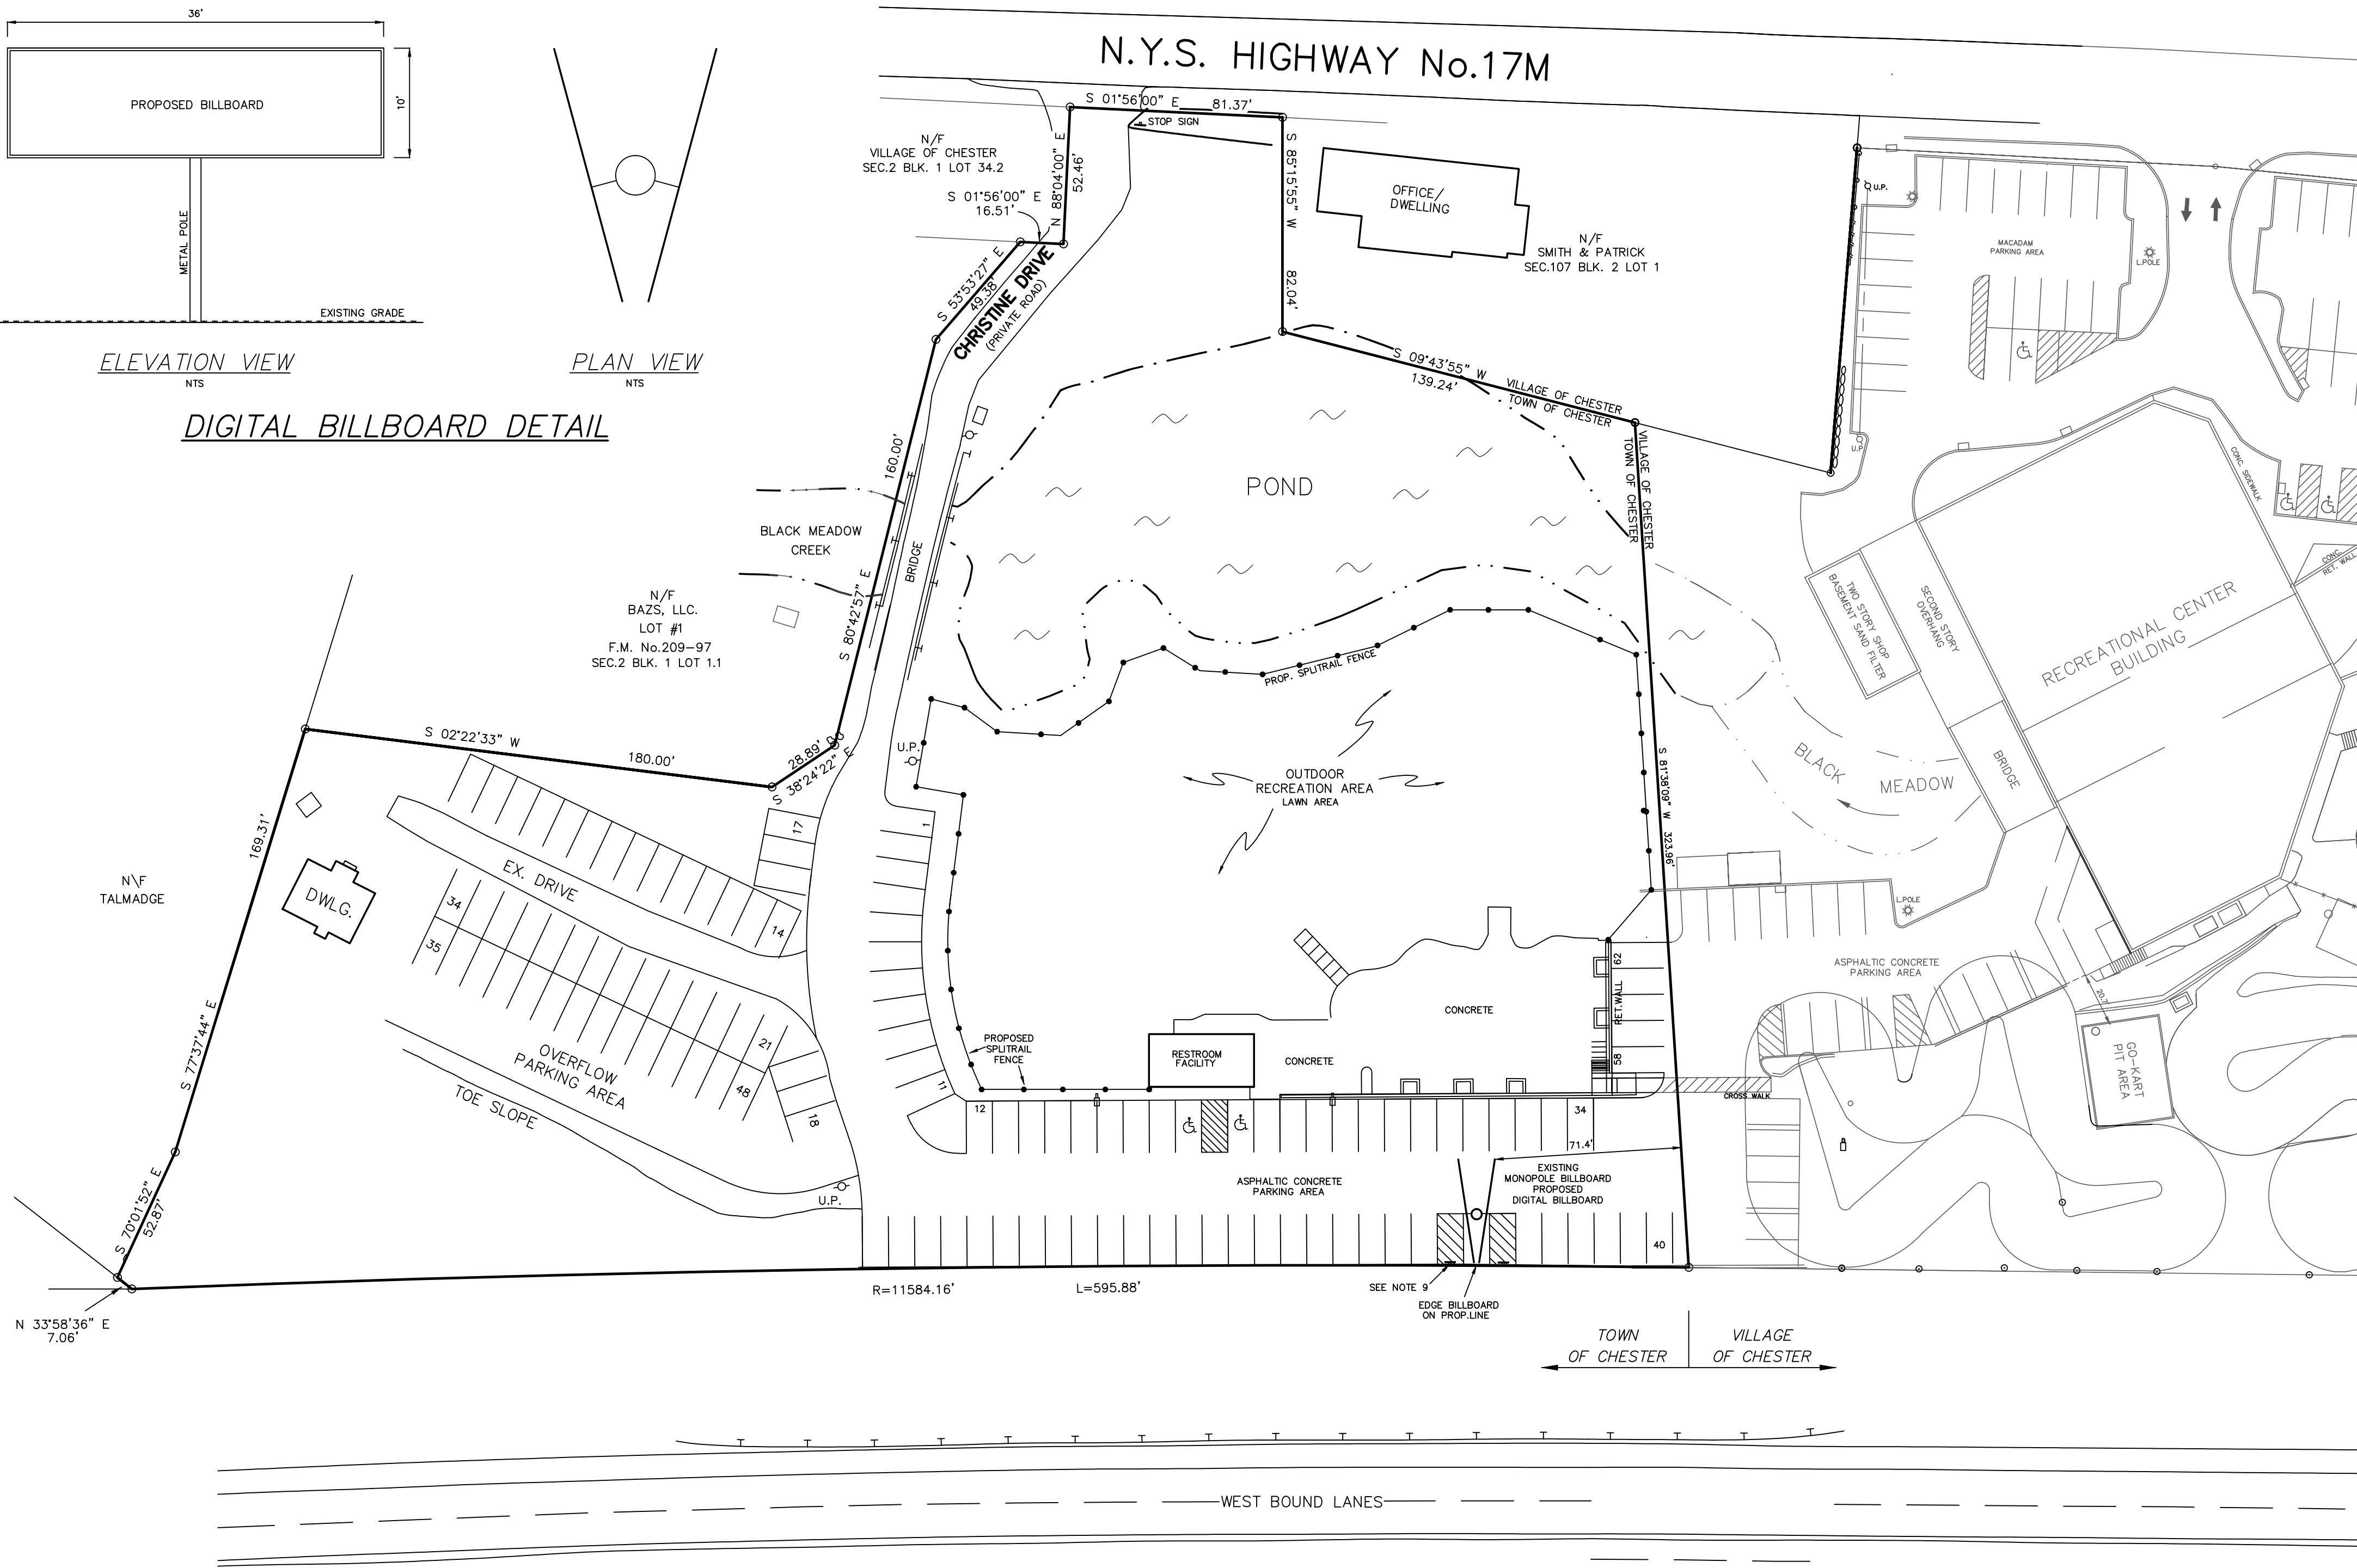 36'
PROPOSED BILLBOARD
10'
METAL POLE
EXISTING GRADE
ELEVATION VIEW
NTS
PLAN VIEW
NTS
DIGITAL BILLBOARD DETAIL
N.Y.S. HIGHWAY No.17M
S 01°56'00" E 81.37'
STOP SIGN
N/F
VILLAGE OF CHESTER
SEC.2 BLK. 1 LOT 34.2
N 88°04'00" E
52.46'
S 01°56'00" E
16.51'
S 53°53'27" E
49.38'
CHRISTINE DRIVE
(PRIVATE ROAD)
S 85°15'55" W 82.04'
OFFICE/
DWELLING
N/F
SMITH & PATRICK
SEC.107 BLK. 2 LOT 1
U.P.
MACADAM
PARKING AREA
L.POLE
S 09°43'55" W
139.24'
VILLAGE OF CHESTER
TOWN OF CHESTER
VILLAGE OF CHESTER
TOWN OF CHESTER
U.P.
CONC. SIDEWALK
160.00'
S 80°42'57" E
BRIDGE
POND
BLACK MEADOW
CREEK
N/F
BAZS, LLC.
LOT #1
F.M. No.209-97
SEC.2 BLK. 1 LOT 1.1
TWO STORY SHOP
BASEMENT SAND FILTER
SECOND STORY
OVERHANG
RECREATIONAL CENTER
BUILDING
CONC.
RET. WALL
PROP. SPLITRAIL FENCE
S 02°22'33" W 180.00'
28.89'
S 38°24'22" E
U.P.
OUTDOOR
RECREATION AREA
LAWN AREA
S 81°38'09" W 323.96'
BLACK MEADOW
BRIDGE
169.31'
S 77°37'44" E
N\F
TALMADGE
DWLG.
EX. DRIVE
17
1
14
34
35
21
48
18
11
12
OVERFLOW
PARKING AREA
TOE SLOPE
U.P.
PROPOSED
SPLITRAIL
FENCE
RESTROOM
FACILITY
CONCRETE
CONCRETE
62
RET.WALL
58
L.POLE
ASPHALTIC CONCRETE
PARKING AREA
20.7'
GO-KART
PIT AREA
CROSS WALK
34
71.4'
ASPHALTIC CONCRETE
PARKING AREA
EXISTING
MONOPOLE BILLBOARD
PROPOSED
DIGITAL BILLBOARD
40
S 70°01'52" E
52.87'
N 33°58'36" E
7.06'
R=11584.16' L=595.88'
SEE NOTE 9
EDGE BILLBOARD
ON PROP.LINE
TOWN
OF CHESTER
VILLAGE
OF CHESTER
WEST BOUND LANES